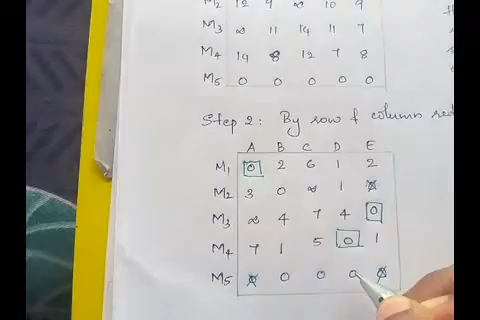 M2 12 9 ∞ 10 9
M3 ∞ 11 14 11 7
M4 14 8 12 7 8
M5 0 0 0 0 0
Step 2: By row & column red
A B C D E
M1 0 2 6 1 2
M2 3 0 ∞ 1 0
M3 ∞ 4 7 4 0
M4 7 1 5 0 1
M5 0 0 0 0 0